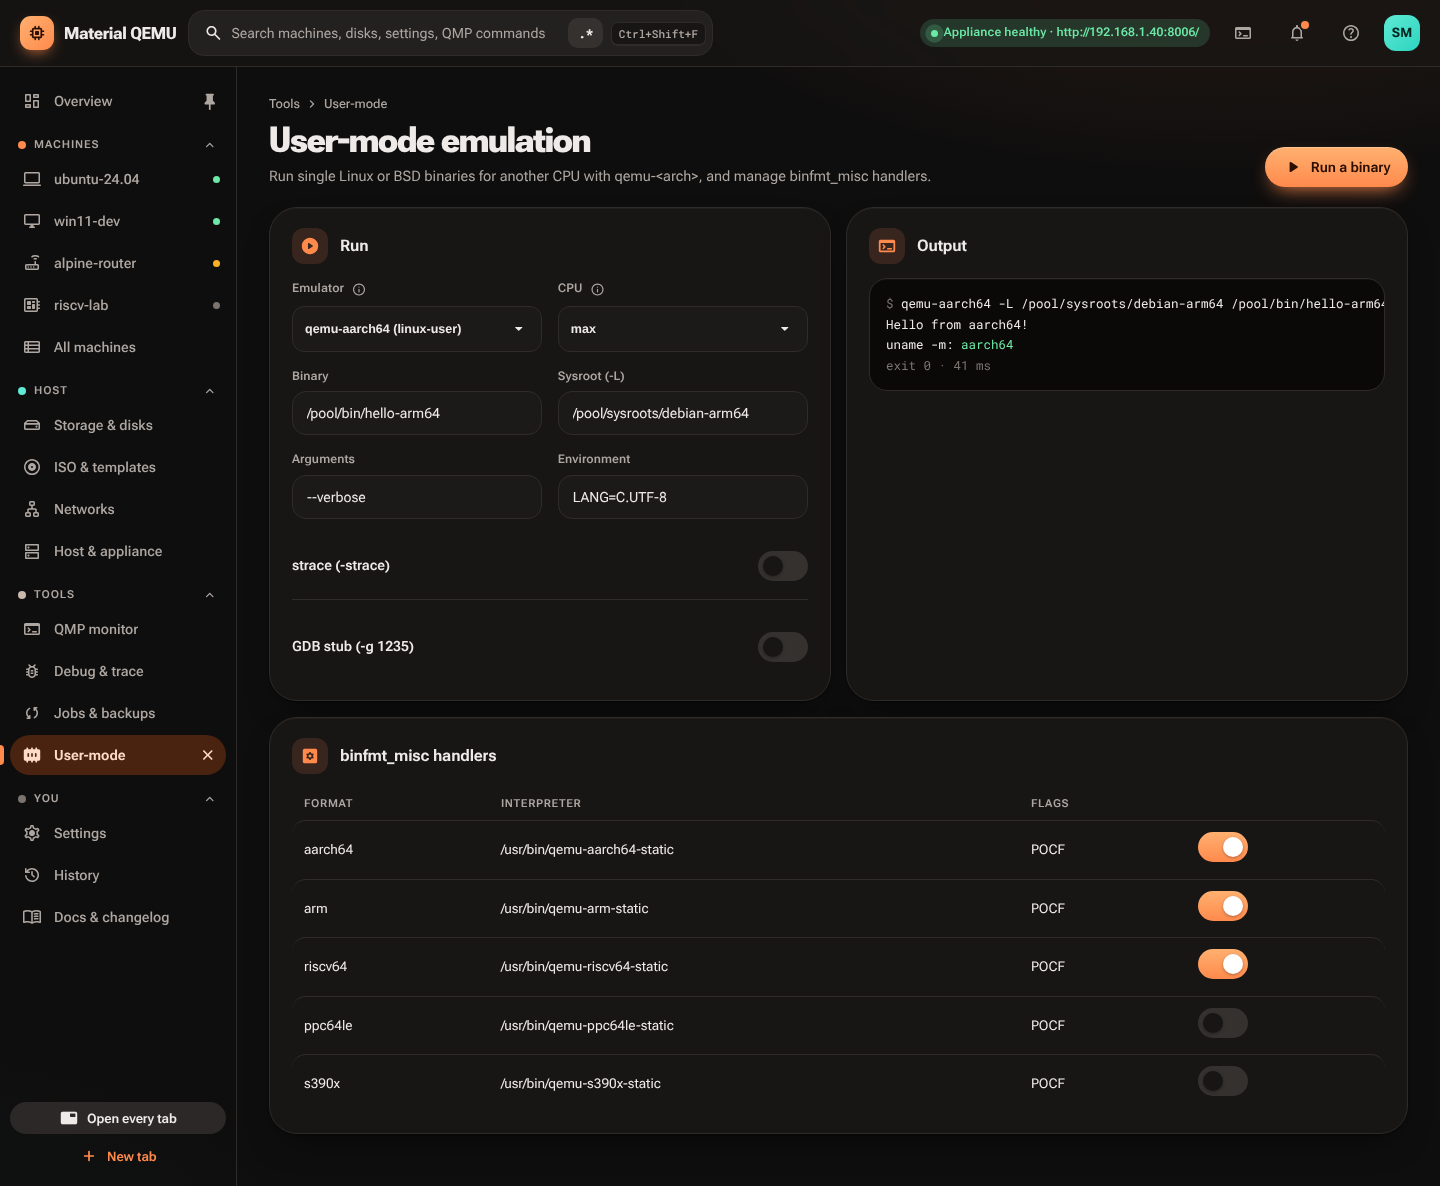 Material QEMU
Search machines, disks, settings, QMP commands
.*
Ctrl+Shift+F
Appliance healthy · http://192.168.1.40:8006/
SM
Overview
MACHINES
ubuntu-24.04
win11-dev
alpine-router
riscv-lab
All machines
HOST
Storage & disks
ISO & templates
Networks
Host & appliance
TOOLS
QMP monitor
Debug & trace
Jobs & backups
User-mode
YOU
Settings
History
Docs & changelog
Open every tab
New tab
Tools > User-mode
User-mode emulation
Run single Linux or BSD binaries for another CPU with qemu-<arch>, and manage binfmt_misc handlers.
Run a binary
Run
Emulator
CPU
qemu-aarch64 (linux-user)
max
Binary
Sysroot (-L)
/pool/bin/hello-arm64
/pool/sysroots/debian-arm64
Arguments
Environment
--verbose
LANG=C.UTF-8
strace (-strace)
GDB stub (-g 1235)
Output
$ qemu-aarch64 -L /pool/sysroots/debian-arm64 /pool/bin/hello-arm64
Hello from aarch64!
uname -m: aarch64
exit 0 · 41 ms
binfmt_misc handlers
FORMAT INTERPRETER FLAGS
aarch64 /usr/bin/qemu-aarch64-static POCF
arm /usr/bin/qemu-arm-static POCF
riscv64 /usr/bin/qemu-riscv64-static POCF
ppc64le /usr/bin/qemu-ppc64le-static POCF
s390x /usr/bin/qemu-s390x-static POCF